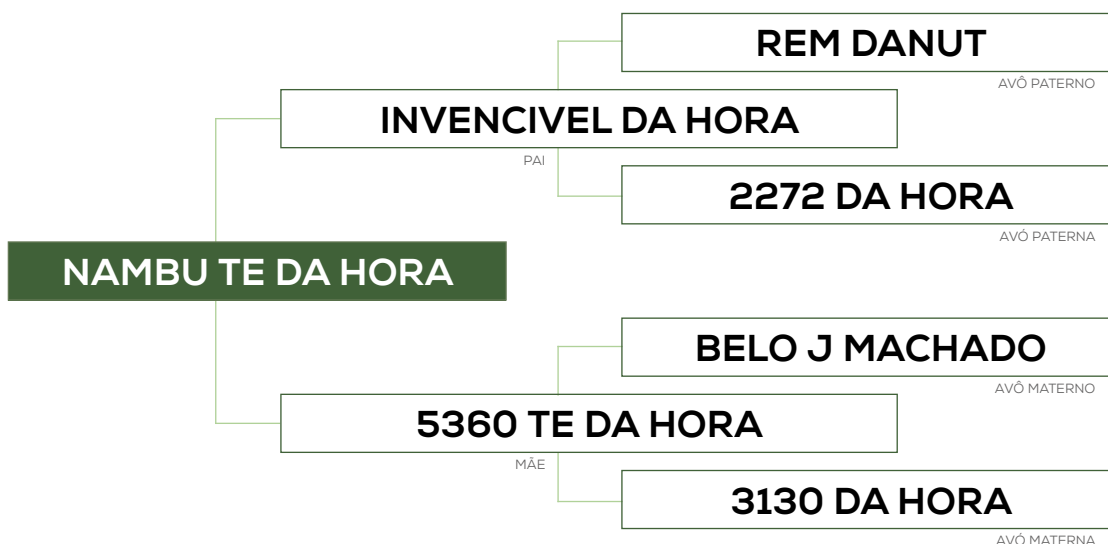 REM DANUT
AVÔ PATERNO
INVENCIVEL DA HORA
PAI
2272 DA HORA
AVÓ PATERNA
NAMBU TE DA HORA
BELO J MACHADO
AVÔ MATERNO
5360 TE DA HORA
MÃE
3130 DA HORA
AVÓ MATERNA